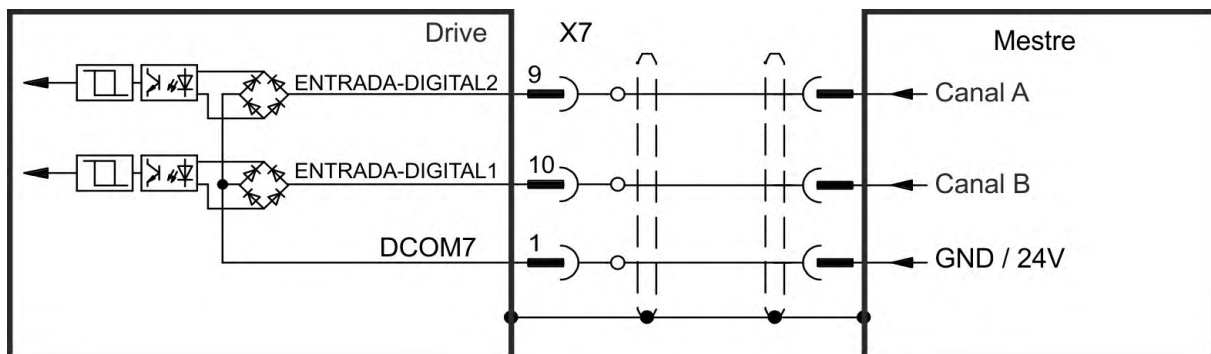 Drive
X7
Mestre
ENTRADA-DIGITAL2
9
Canal A
ENTRADA-DIGITAL1
10
Canal B
DCOM7
1
GND / 24V